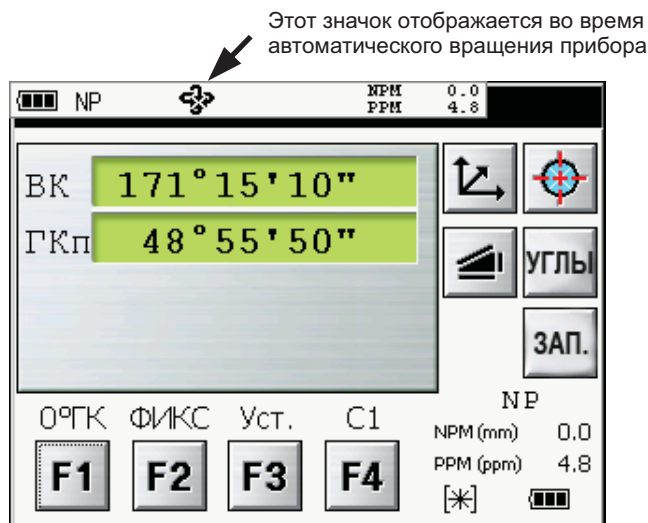 Этот значок отображается во время
автоматического вращения прибора
NP NPM 0.0
PPM 4.8
ВК 171°15'10"
ГКп 48°55'50"
УГЛЫ
ЗАП.
0°ГК ФИКС Уст. С1
F1 F2 F3 F4
NP
NPM (mm) 0.0
PPM (ppm) 4.8
[*]